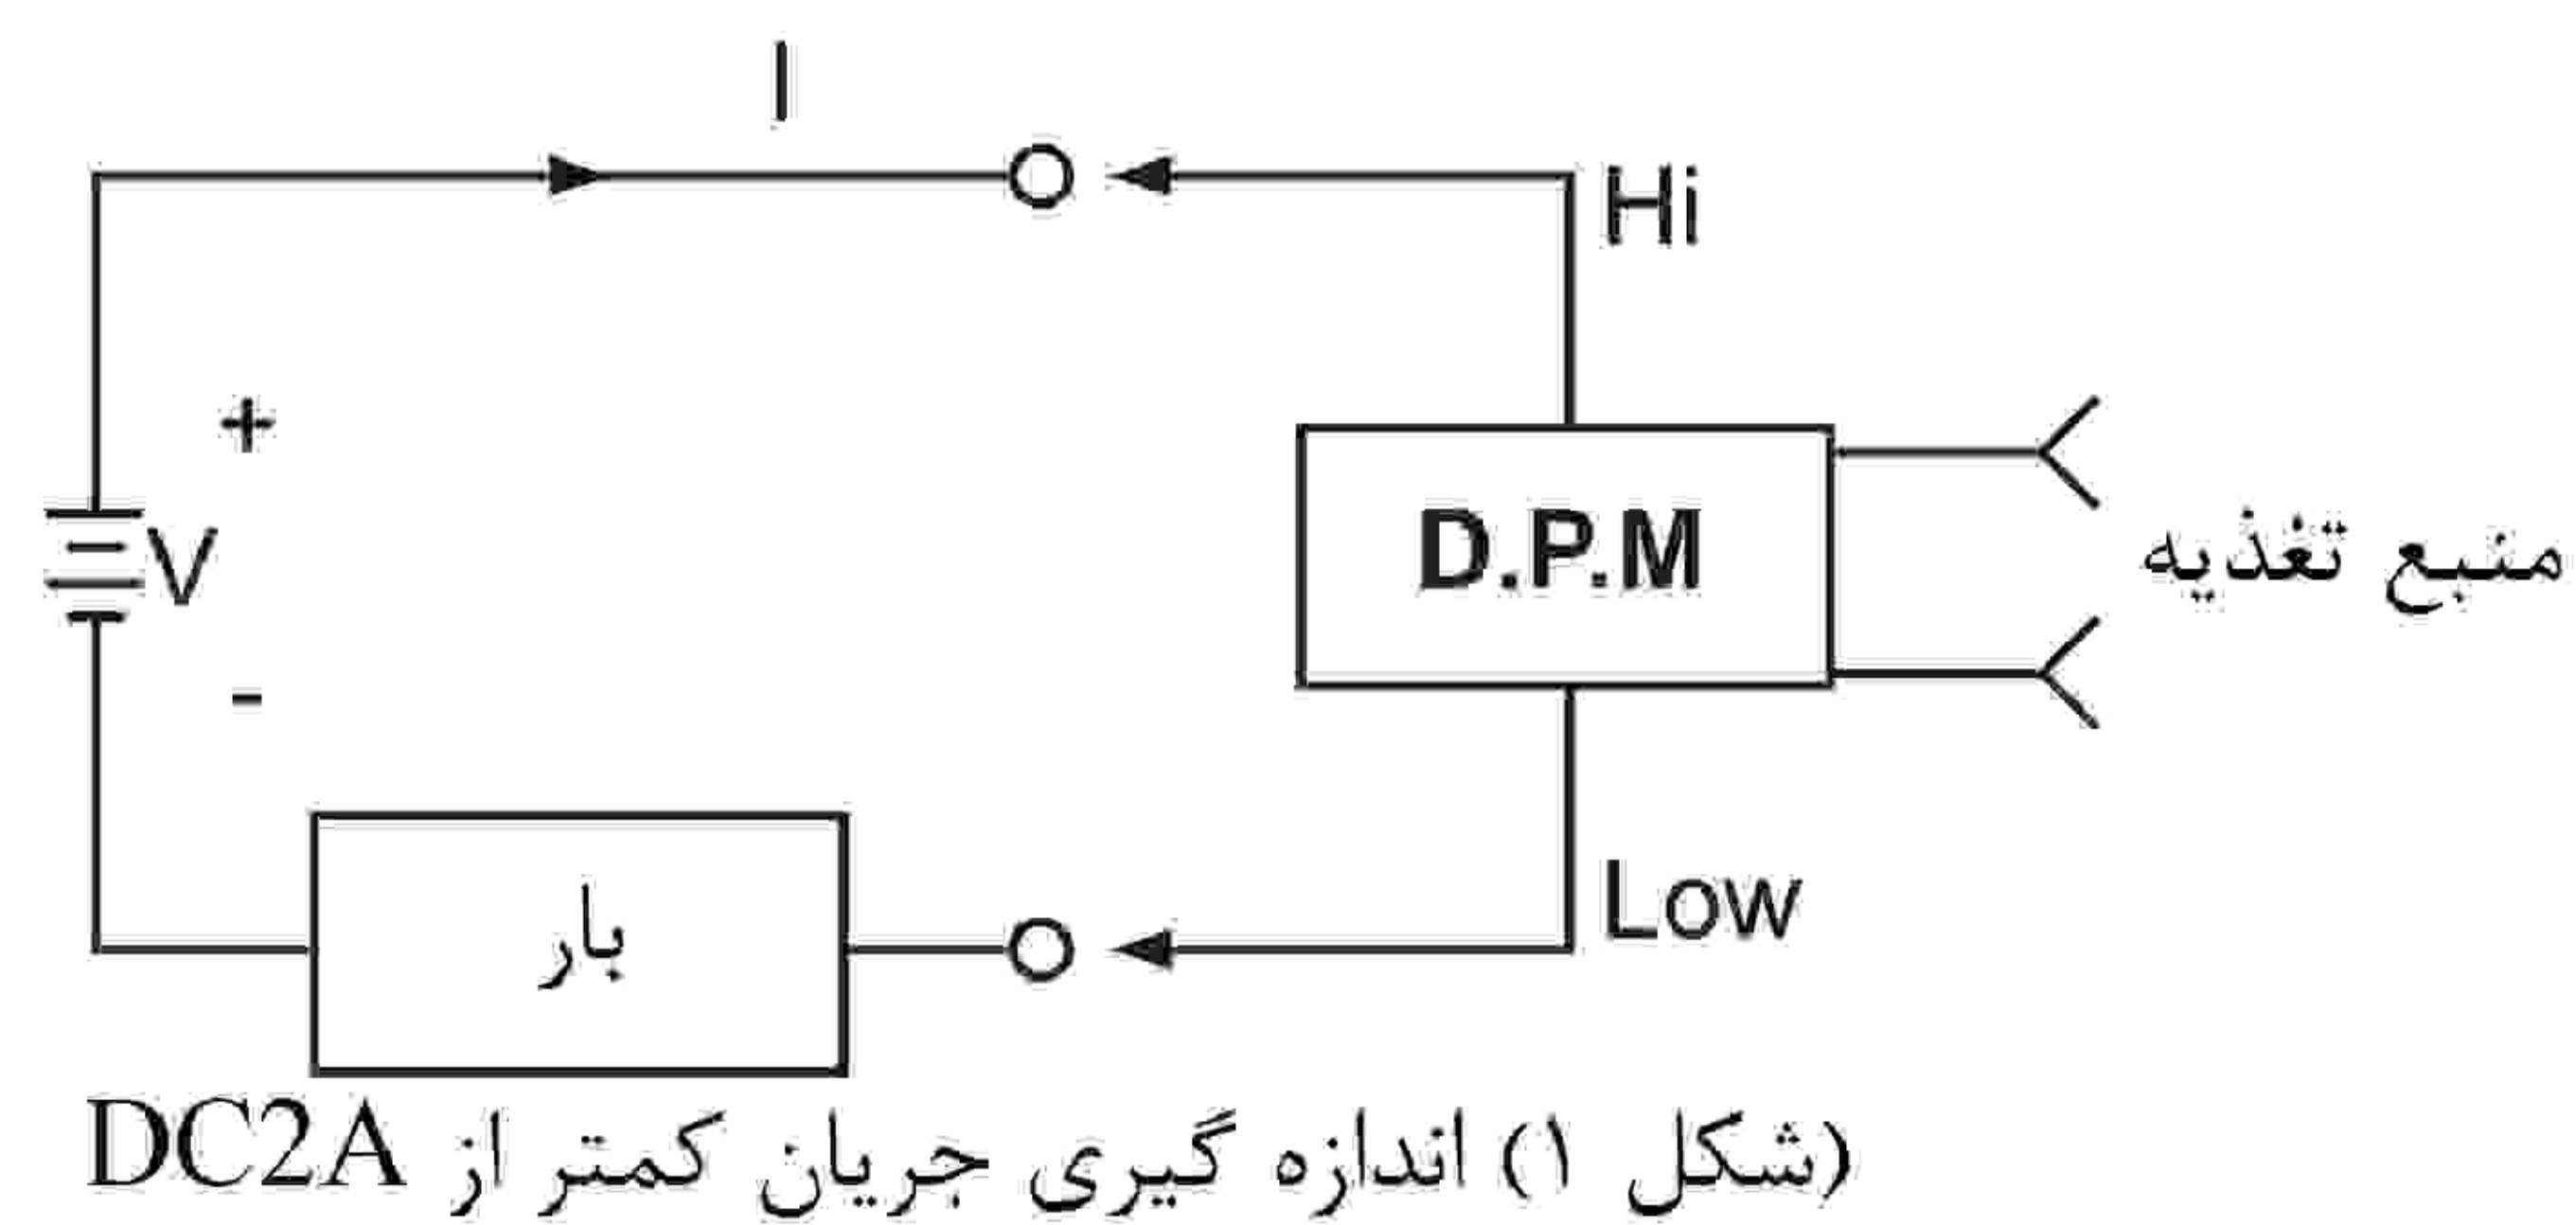 I
Hi
+
V
D.P.M
منبع تغذیه
-
Low
بار
(شکل ۱) اندازه گیری جریان کمتر از DC2A